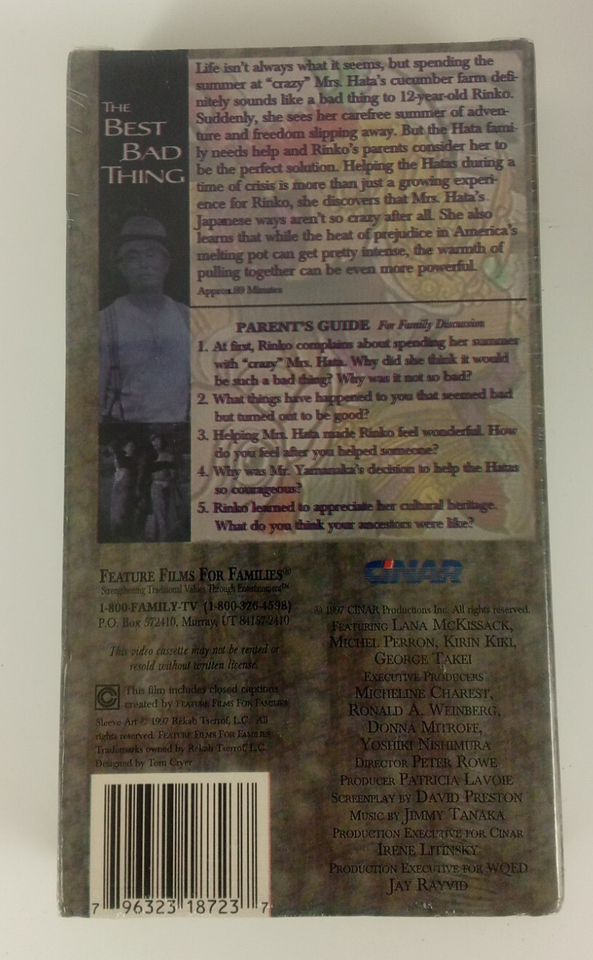 THE
BEST
BAD
THING
Life isn't always what it seems, but spending the
summer at "crazy" Mrs. Hata's cucumber farm defi-
nitely sounds like a bad thing to 12-year-old Rinko.
Suddenly, she sees her carefree summer of adven-
ture and freedom slipping away. But the Hata fami-
ly needs help and Rinko's parents consider her to
be the perfect solution. Helping the Hatas during a
time of crisis is more than just a growing experi-
ence for Rinko, she discovers that Mrs. Hata's
Japanese ways aren't so crazy after all. She also
learns that while the heat of prejudice in America's
melting pot can get pretty intense, the warmth of
pulling together can be even more powerful.
Approx. 89 Minutes
PARENT'S GUIDE For Family Discussion
1. At first, Rinko complains about spending her summer
with "crazy" Mrs. Hata. Why did she think it would
be such a bad thing? Why was it not so bad?
2. What things have happened to you that seemed bad
but turned out to be good?
3. Helping Mrs. Hata made Rinko feel wonderful. How
do you feel after you helped someone?
4. Why was Mr. Yamanaka's decision to help the Hatas
so courageous?
5. Rinko learned to appreciate her cultural heritage.
What do you think your ancestors were like?
FEATURE FILMS FOR FAMILIES®
Strengthening Traditional Values Through Entertainment™
1-800-FAMILY-TV (1-800-326-4598)
P.O. Box 572410, Murray, UT 84157-2410
This video cassette may not be rented or
resold without written license.
This film includes closed captions
created by FEATURE FILMS FOR FAMILIES
Sleeve Art © 1997 Rekab Tserrof, L.C. All
rights reserved. FEATURE FILMS FOR FAMILIES
Trademarks owned by Rekab Tserrof, L.C.
Designed by Tom Cryer
7 96323 18723 7
CINAR
© 1997 CINAR Productions Inc. All rights reserved.
FEATURING LANA MCKISSACK,
MICHEL PERRON, KIRIN KIKI,
GEORGE TAKEI
EXECUTIVE PRODUCERS
MICHELINE CHAREST,
RONALD A. WEINBERG,
DONNA MITROFF,
YOSHIKI NISHIMURA
DIRECTOR PETER ROWE
PRODUCER PATRICIA LAVOIE
SCREENPLAY BY DAVID PRESTON
MUSIC BY JIMMY TANAKA
PRODUCTION EXECUTIVE FOR CINAR
IRENE LITINSKY
PRODUCTION EXECUTIVE FOR WQED
JAY RAYVID